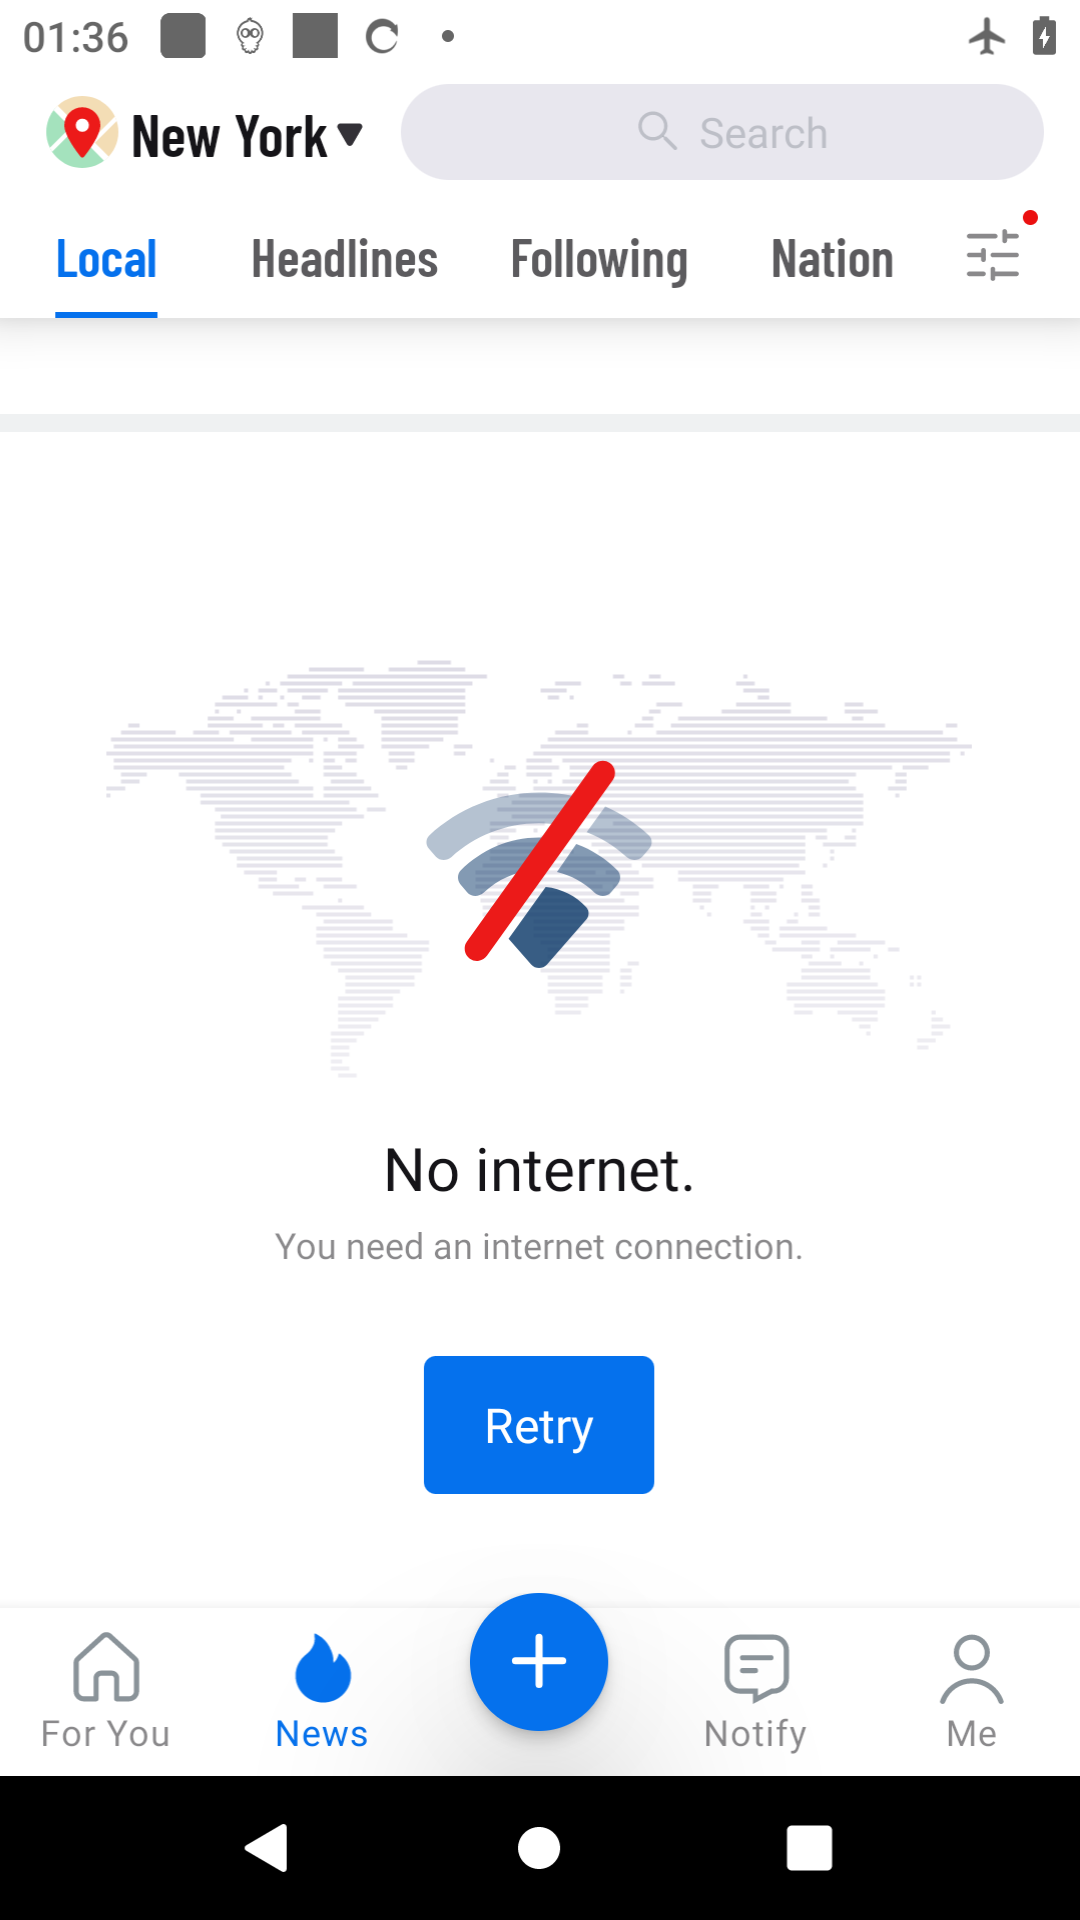 01:36
New York
Search
Local Headlines Following Nation
No internet.
You need an internet connection.
Retry
For You News Notify Me